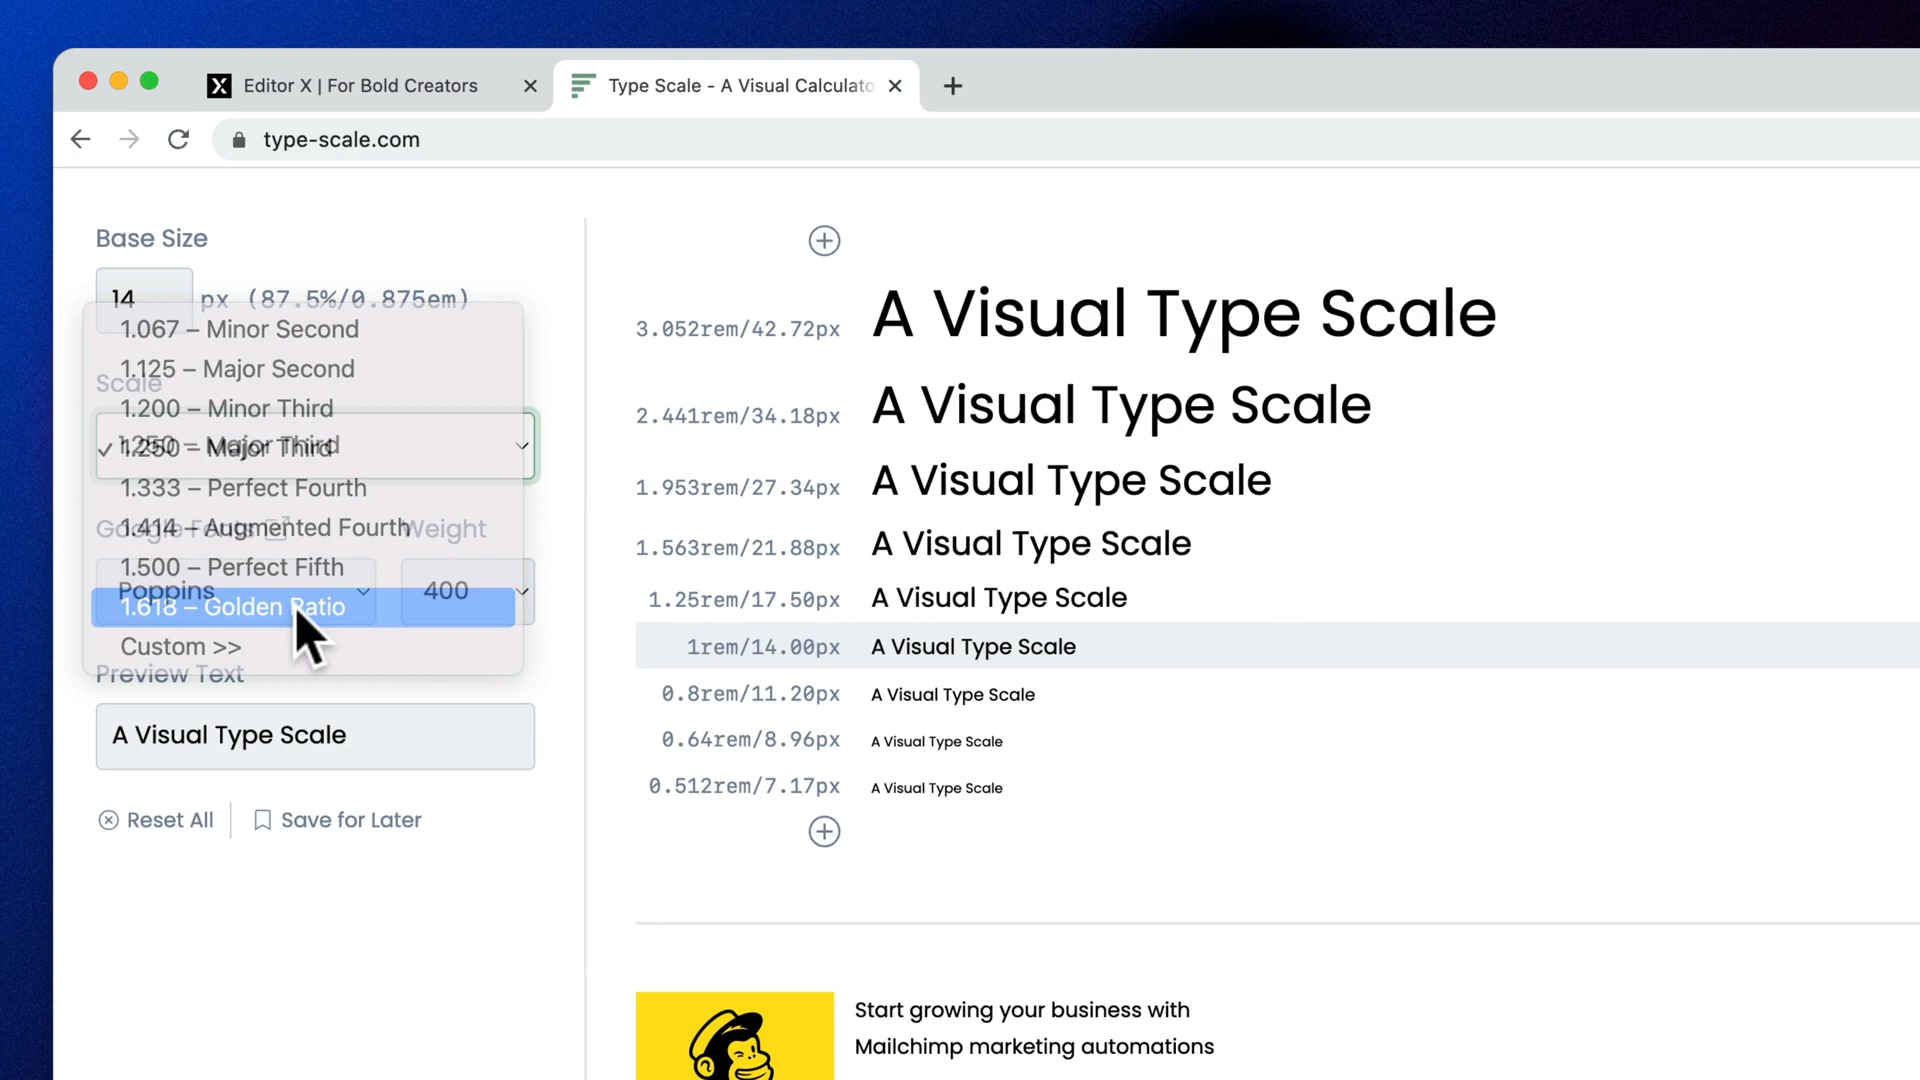 Editor X | For Bold Creators
Type Scale - A Visual Calculato
type-scale.com
Base Size
14 px (87.5%/0.875em)
1.067 – Minor Second
1.125 – Major Second
Scale
1.200 – Minor Third
✓ 1.250 – Major Third
1.333 – Perfect Fourth
1.414 – Augmented Fourth
Google Fonts Weight
1.500 – Perfect Fifth
Poppins 400
1.618 – Golden Ratio
Custom >>
Preview Text
A Visual Type Scale
Reset All
Save for Later
3.052rem/42.72px A Visual Type Scale
2.441rem/34.18px A Visual Type Scale
1.953rem/27.34px A Visual Type Scale
1.563rem/21.88px A Visual Type Scale
1.25rem/17.50px A Visual Type Scale
1rem/14.00px A Visual Type Scale
0.8rem/11.20px A Visual Type Scale
0.64rem/8.96px A Visual Type Scale
0.512rem/7.17px A Visual Type Scale
Start growing your business with
Mailchimp marketing automations